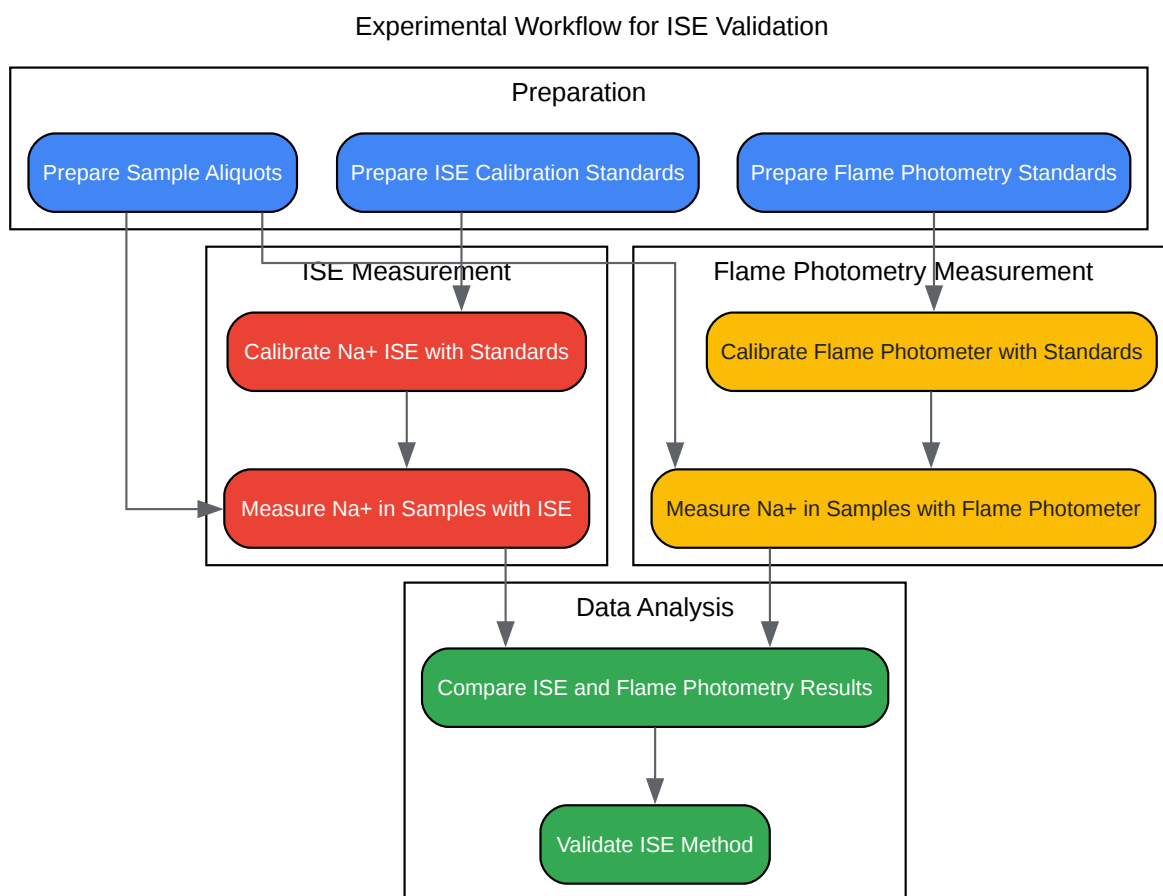 Experimental Workflow for ISE Validation
Preparation
Prepare Sample Aliquots
Prepare ISE Calibration Standards
Prepare Flame Photometry Standards
ISE Measurement
Flame Photometry Measurement
Calibrate Na+ ISE with Standards
Calibrate Flame Photometer with Standards
Measure Na+ in Samples with ISE
Measure Na+ in Samples with Flame Photometer
Data Analysis
Compare ISE and Flame Photometry Results
Validate ISE Method